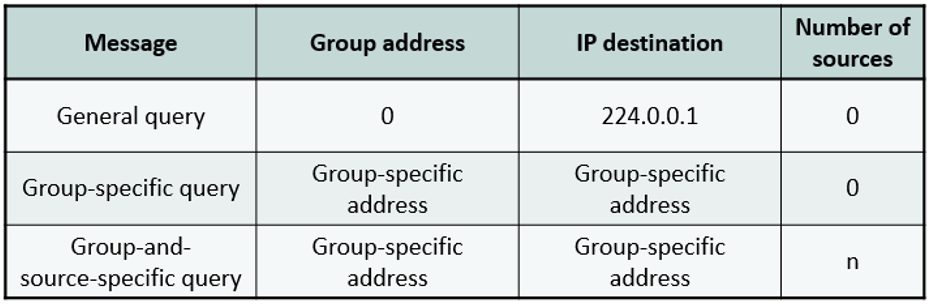 Message Group address IP destination Number of
sources
General query 0 224.0.0.1 0
Group-specific query Group-specific
address Group-specific
address 0
Group-and-
source-specific query Group-specific
address Group-specific
address n